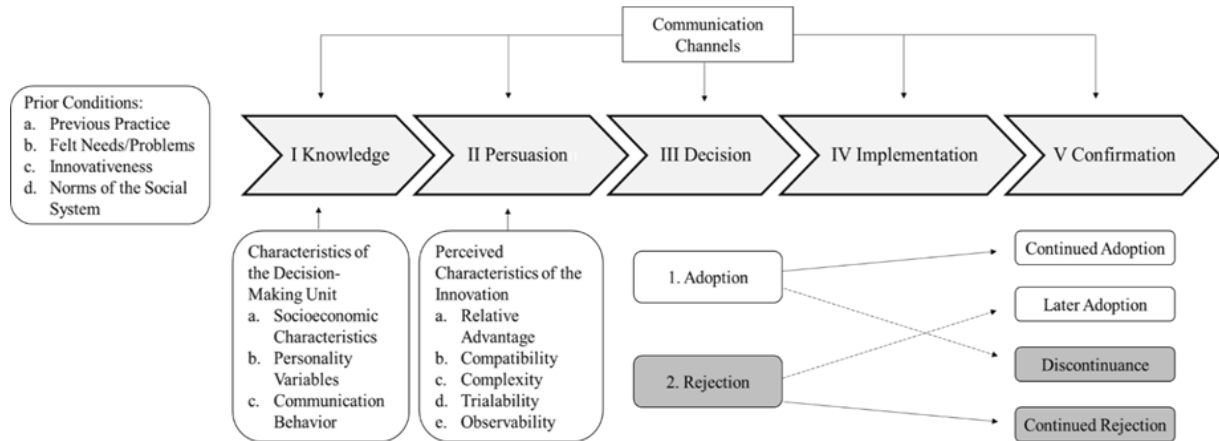 Communication
Channels
Prior Conditions:
a. Previous Practice
b. Felt Needs/Problems
c. Innovativeness
d. Norms of the Social
System
I Knowledge
II Persuasion
III Decision
IV Implementation
V Confirmation
Characteristics of
the Decision-
Making Unit
a. Socioeconomic
Characteristics
b. Personality
Variables
c. Communication
Behavior
Perceived
Characteristics of the
Innovation
a. Relative
Advantage
b. Compatibility
c. Complexity
d. Trialability
e. Observability
1. Adoption
2. Rejection
Continued Adoption
Later Adoption
Discontinuance
Continued Rejection